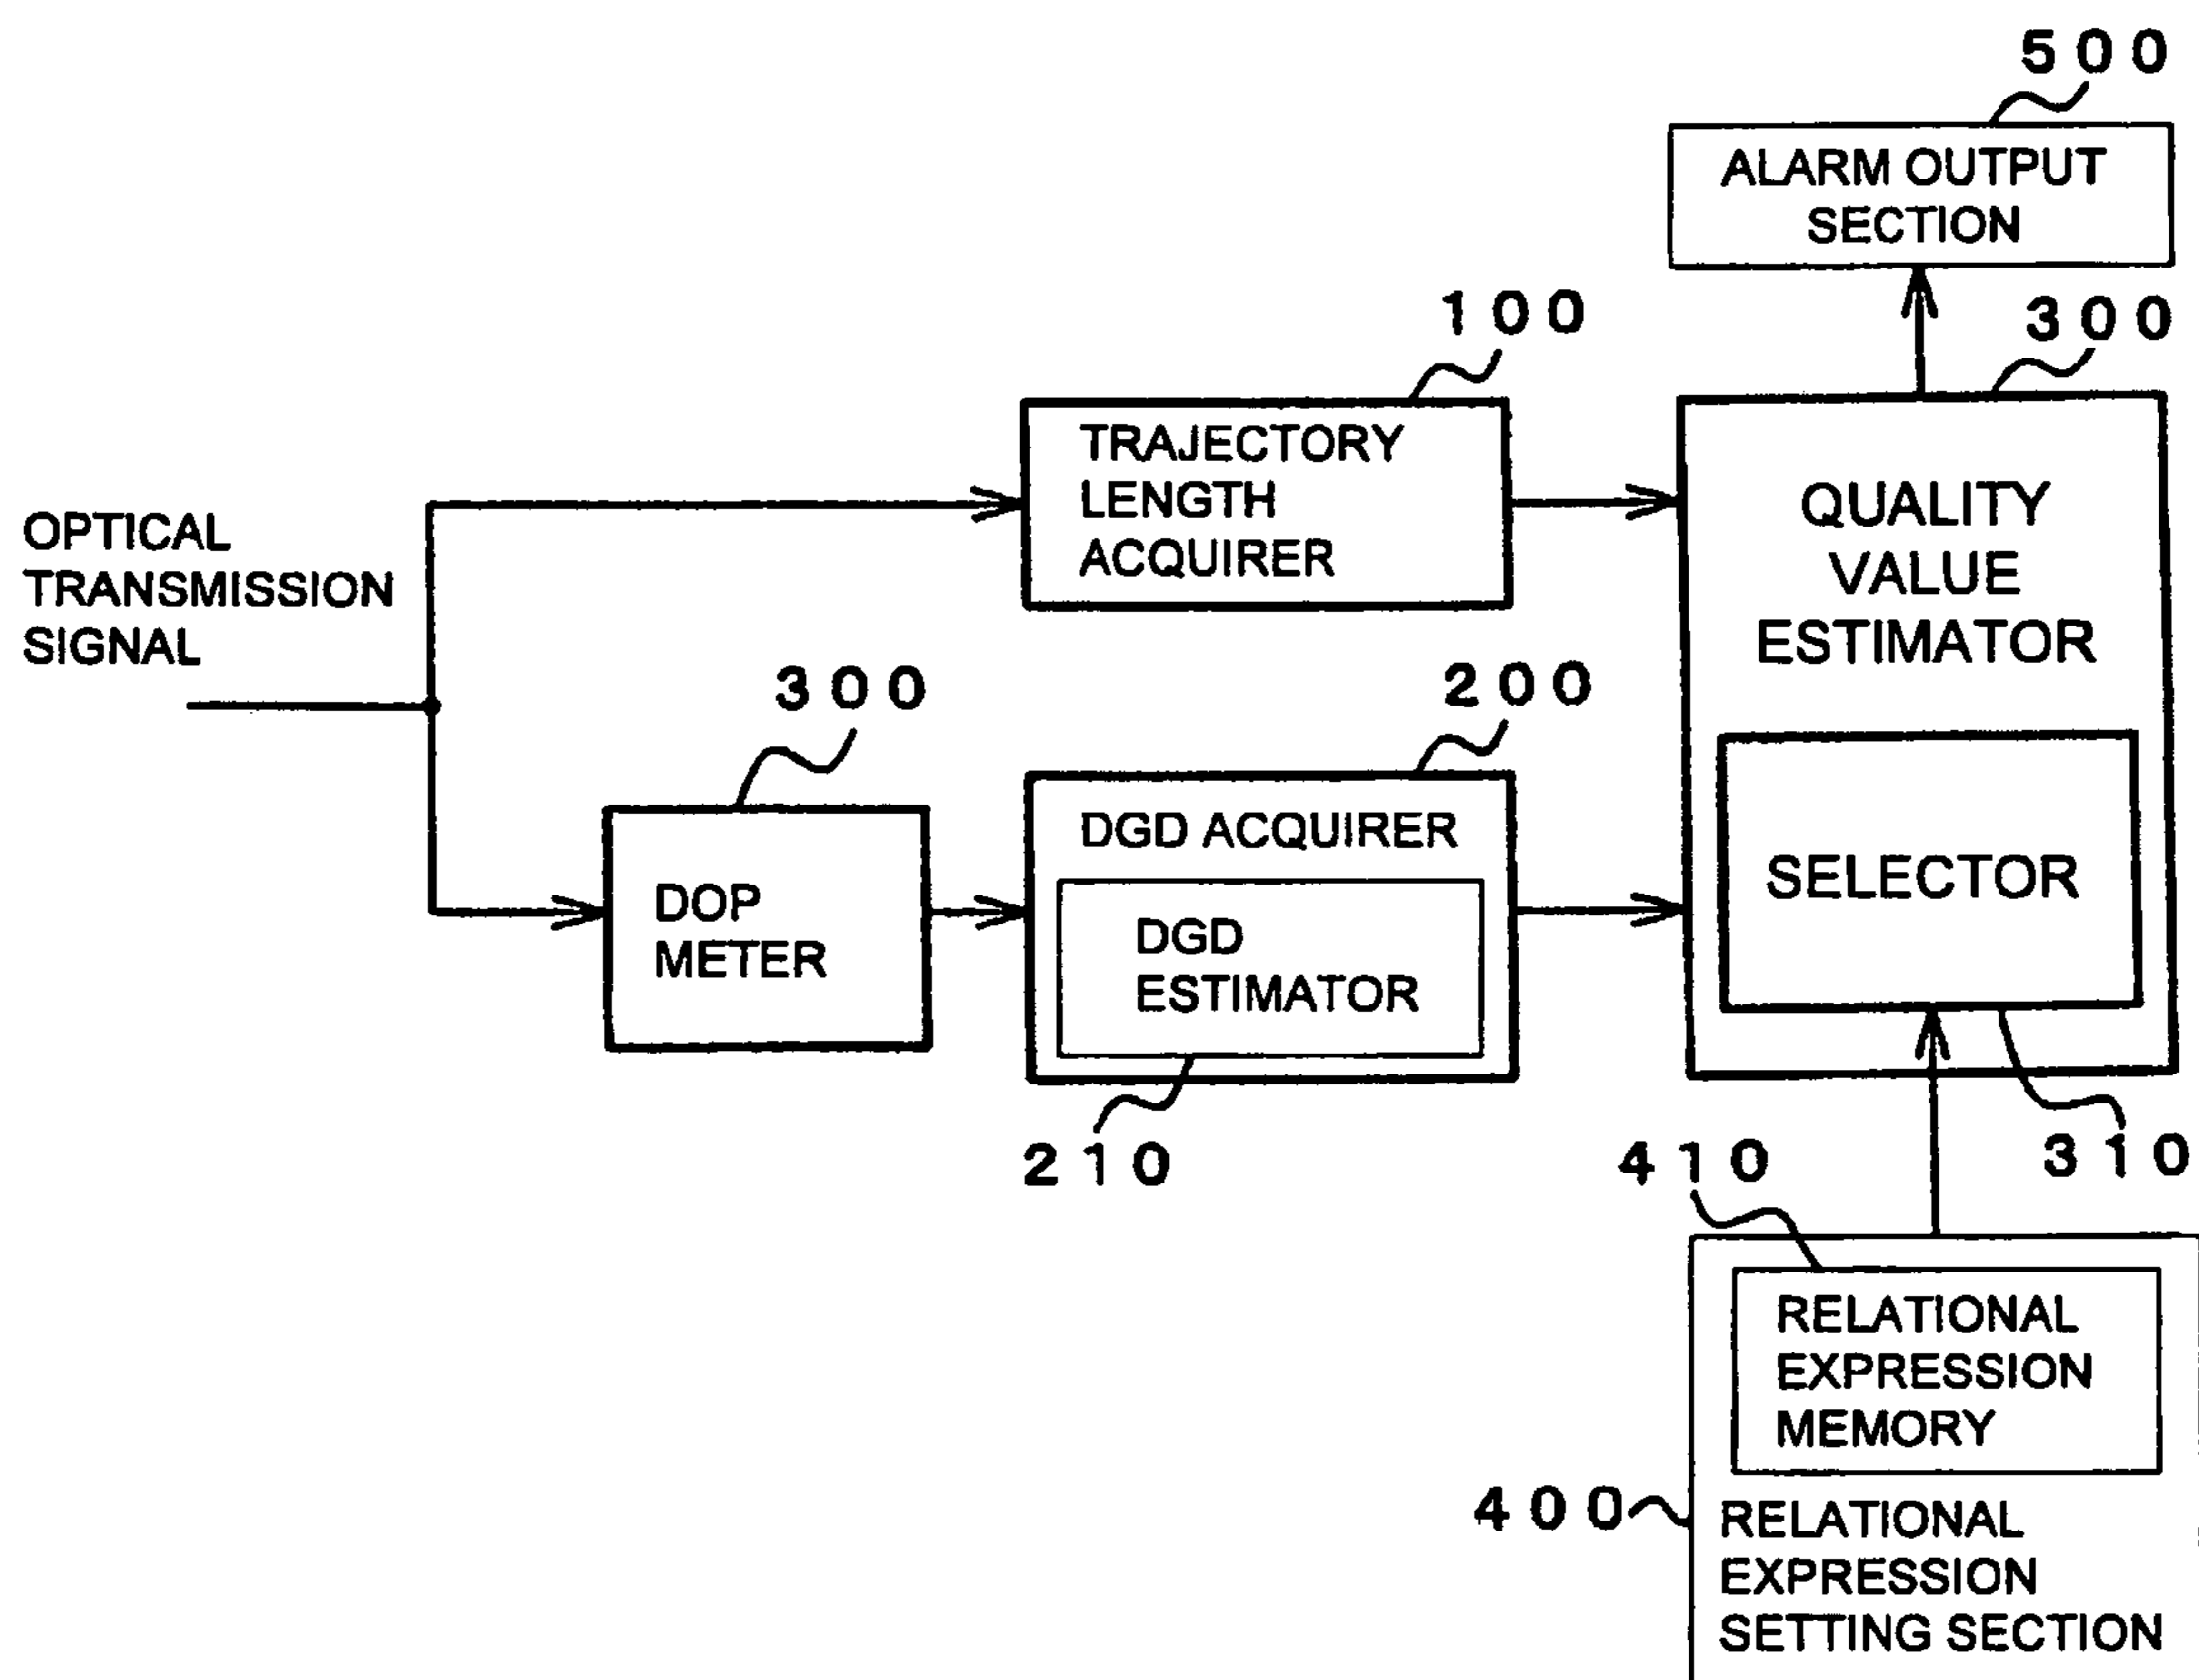 500
ALARM OUTPUT
SECTION
100
300
TRAJECTORY
LENGTH
ACQUIRER
QUALITY
VALUE
ESTIMATOR
OPTICAL
TRANSMISSION
SIGNAL
300
200
DOP
METER
DGD ACQUIRER
DGD
ESTIMATOR
SELECTOR
210
410
310
RELATIONAL
EXPRESSION
MEMORY
400
RELATIONAL
EXPRESSION
SETTING SECTION